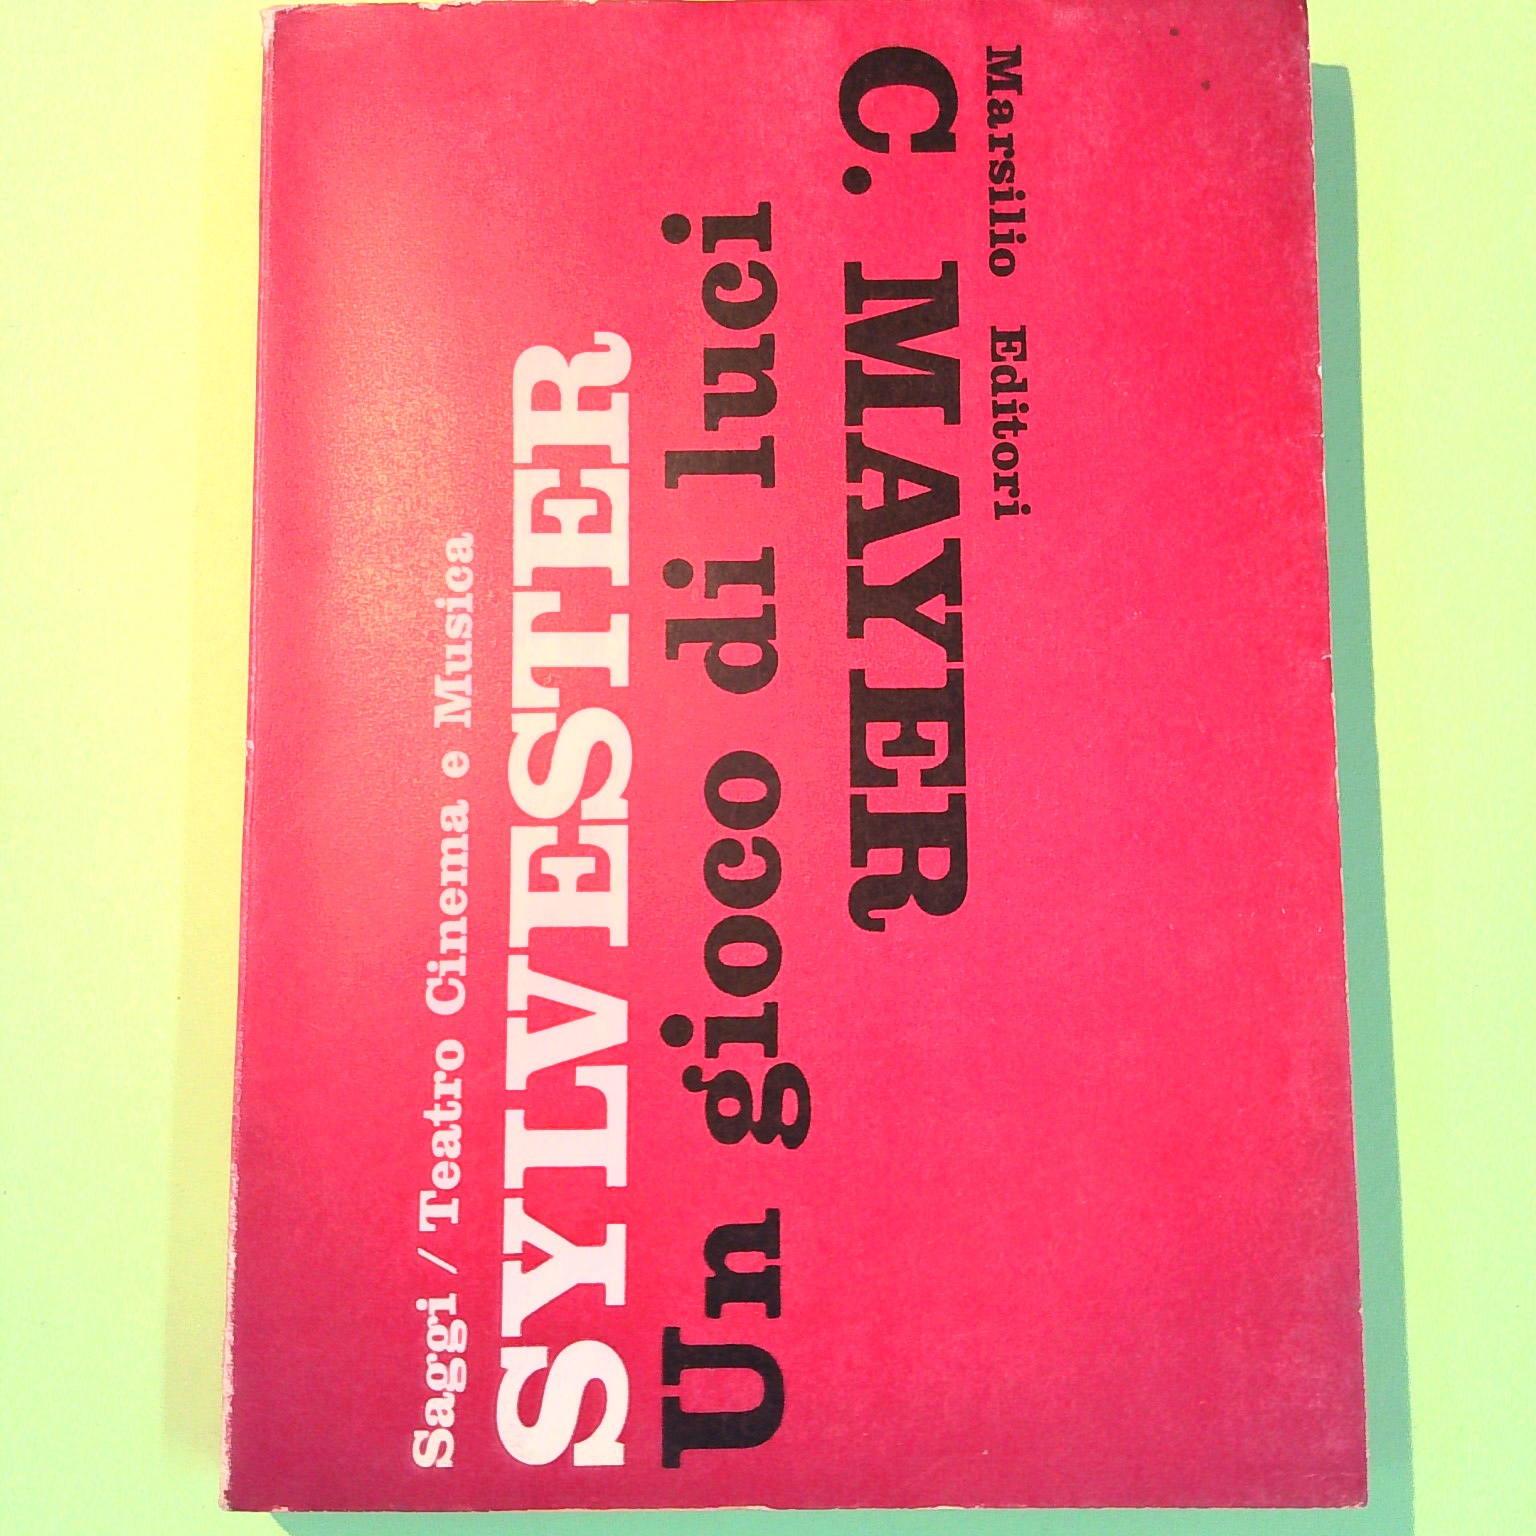 Saggi / Teatro Cinema e Musica
SYLVESTER
Un gioco di luci
C. MAYER
Marsilio Editori